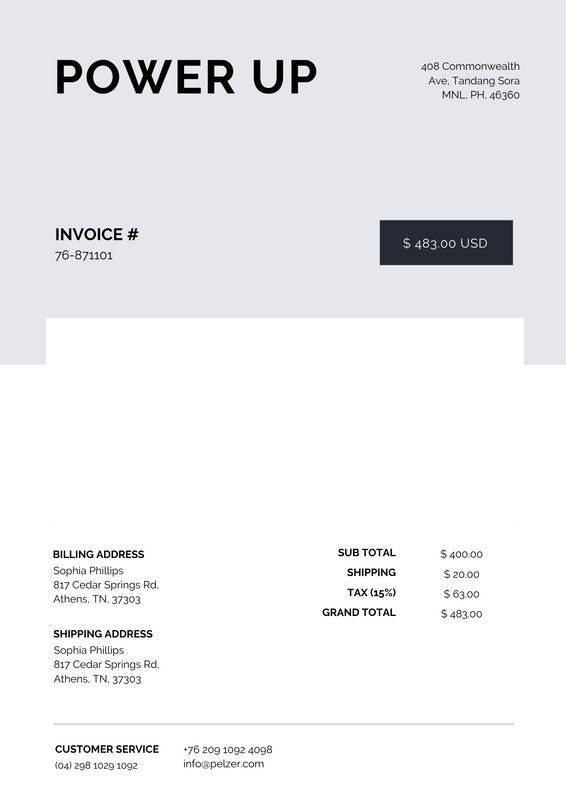 POWER UP
408 Commonwealth
Ave, Tandang Sora
MNL, PH, 46360
INVOICE #
76-871101
$ 483.00 USD
BILLING ADDRESS
Sophia Phillips
817 Cedar Springs Rd,
Athens, TN, 37303
SUB TOTAL $ 400.00
SHIPPING $ 20.00
TAX (15%) $ 63.00
GRAND TOTAL $ 483.00
SHIPPING ADDRESS
Sophia Phillips
817 Cedar Springs Rd,
Athens, TN, 37303
CUSTOMER SERVICE
(04) 298 1029 1092
+76 209 1092 4098
info@pelzer.com